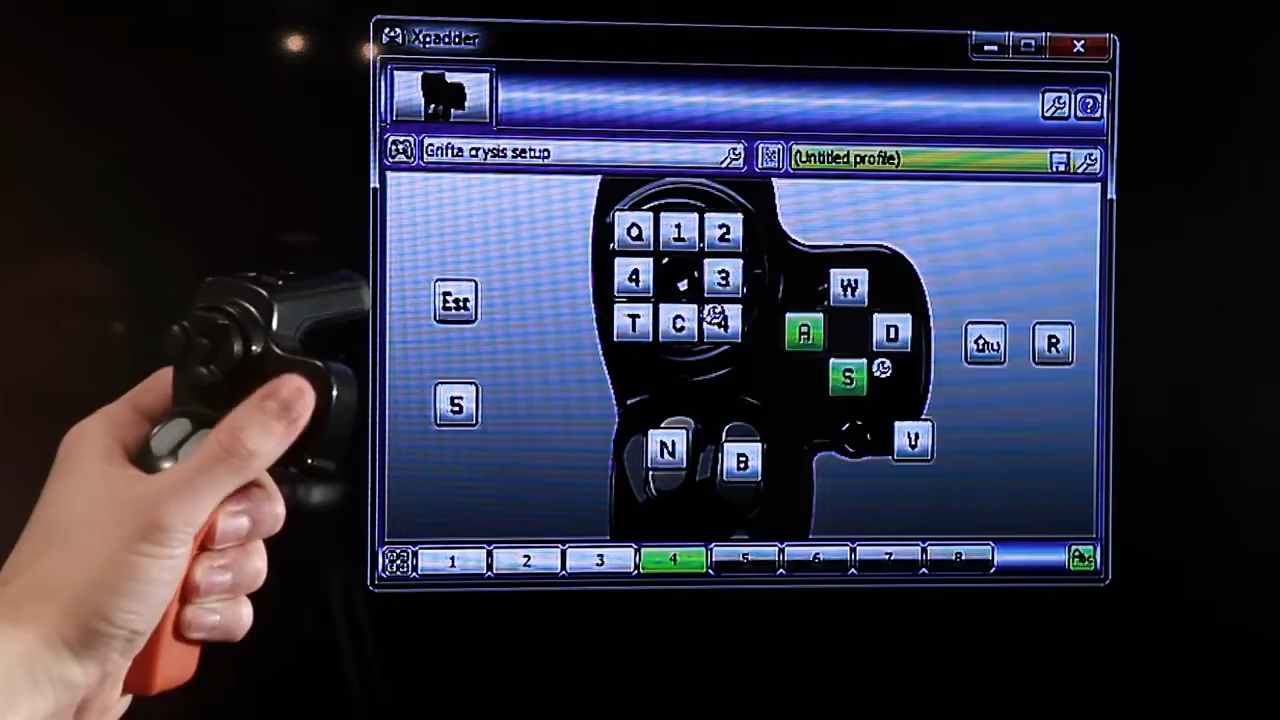 Xpadder
Grifta crysis setup
(Untitled profile)
Q 1 2
4 3
T C 4
Esc
W
A D
S
R
5
N B
V
1 2 3 4 5 6 7 8